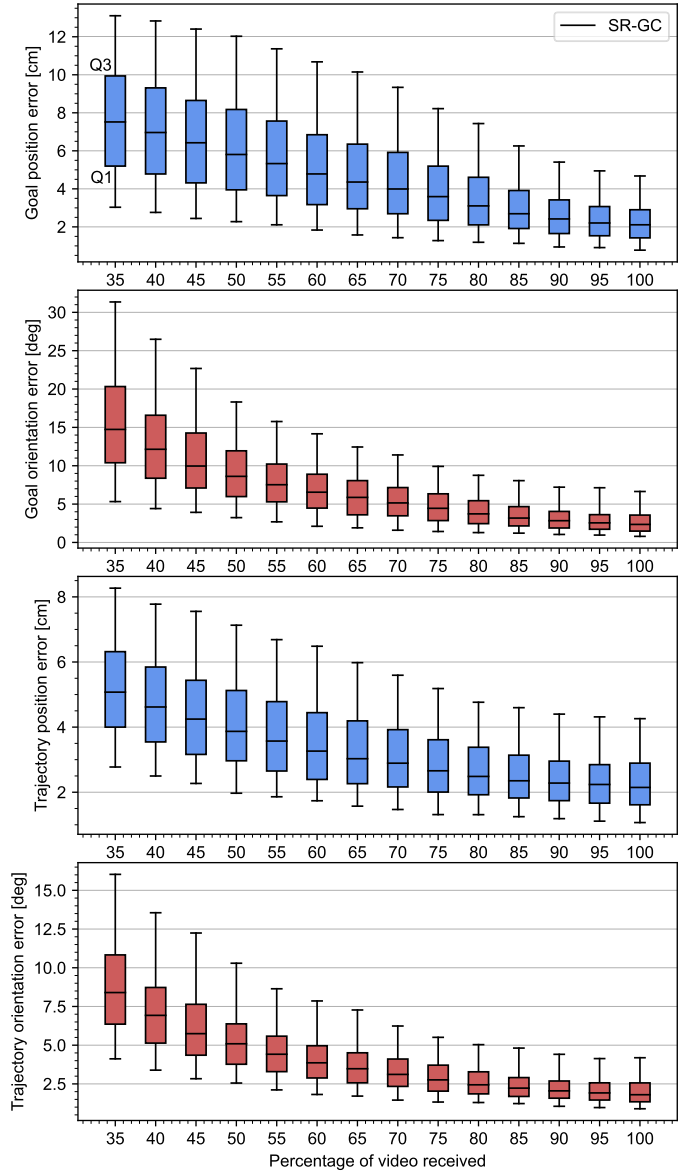 SR-GC
Goal position error [cm]
12
10
8
6
4
2
Q3
Q1
35 40 45 50 55 60 65 70 75 80 85 90 95 100
Goal orientation error [deg]
30
25
20
15
10
5
0
35 40 45 50 55 60 65 70 75 80 85 90 95 100
Trajectory position error [cm]
8
6
4
2
35 40 45 50 55 60 65 70 75 80 85 90 95 100
Trajectory orientation error [deg]
15.0
12.5
10.0
7.5
5.0
2.5
35 40 45 50 55 60 65 70 75 80 85 90 95 100
Percentage of video received